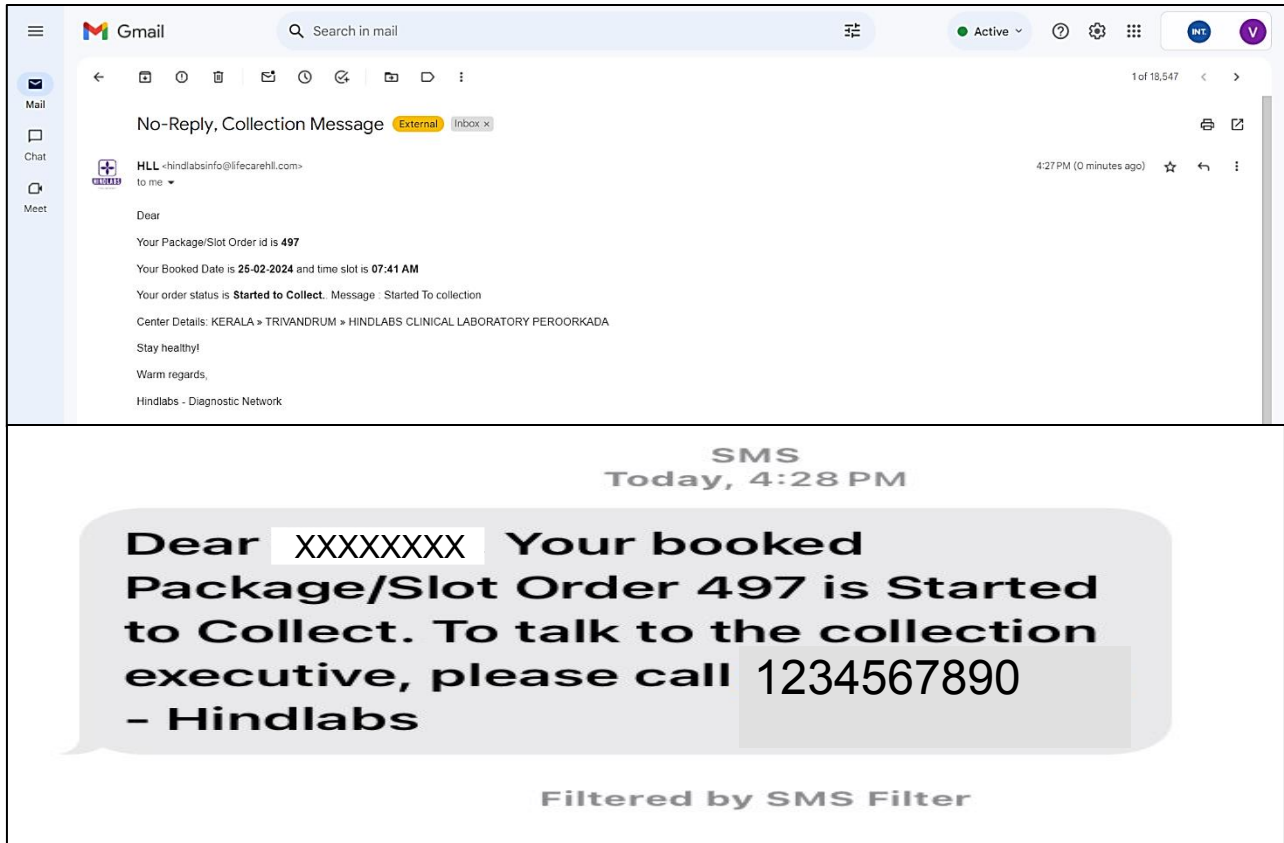 Gmail
Search in mail
Active
INT.
V
1 of 18,547
Mail
Chat
Meet
No-Reply, Collection Message External Inbox ×
HINDLABS
HLL <hindlabsinfo@lifecarehll.com>
4:27 PM (0 minutes ago)
to me
Dear
Your Package/Slot Order id is 497
Your Booked Date is 25-02-2024 and time slot is 07:41 AM
Your order status is Started to Collect.. Message : Started To collection
Center Details: KERALA » TRIVANDRUM » HINDLABS CLINICAL LABORATORY PEROORKADA
Stay healthy!
Warm regards,
Hindlabs - Diagnostic Network
SMS
Today, 4:28 PM
Dear XXXXXXXX Your booked
Package/Slot Order 497 is Started
to Collect. To talk to the collection
executive, please call 1234567890
– Hindlabs
Filtered by SMS Filter